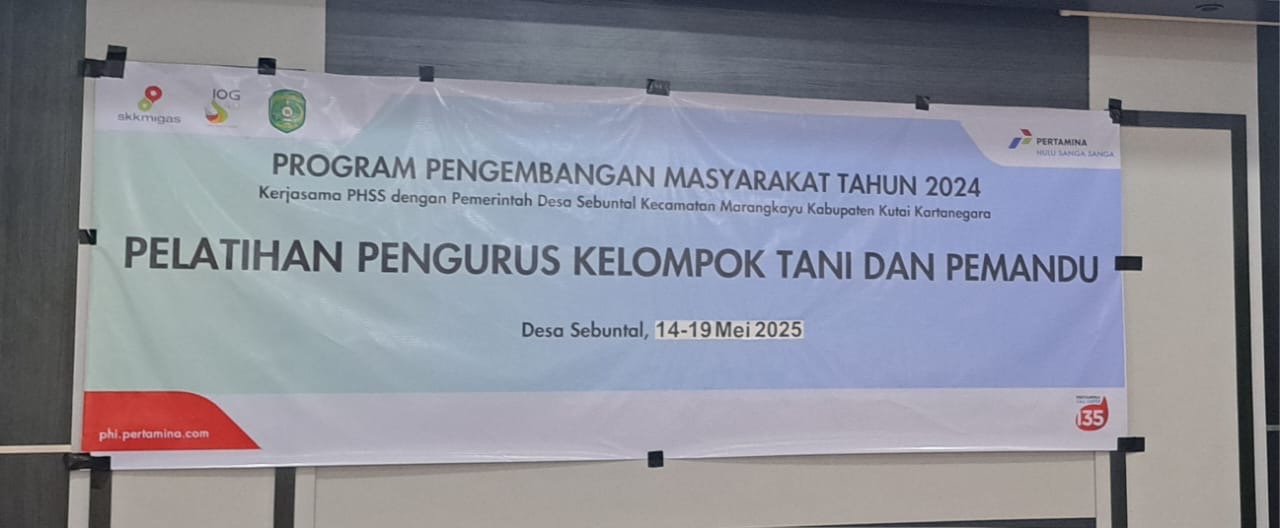 skkmigas
IOG
PERTAMINA
HULU SANGA SANGA
PROGRAM PENGEMBANGAN MASYARAKAT TAHUN 2024
Kerjasama PHSS dengan Pemerintah Desa Sebuntal Kecamatan Marangkayu Kabupaten Kutai Kartanegara
PELATIHAN PENGURUS KELOMPOK TANI DAN PEMANDU
Desa Sebuntal, 14-19 Mei 2025
phi.pertamina.com
135